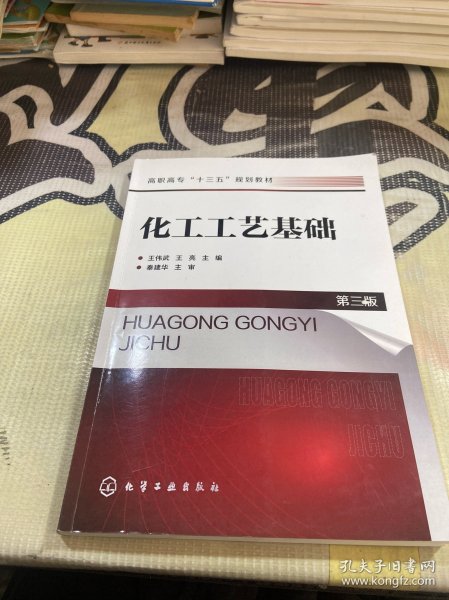 高职高专“十三五”规划教材
化工工艺基础
王伟武 王亮 主编
秦建华 主审
第三版
HUAGONG GONGYI
JICHU
HUAGONG GONGYI
JICHU
化学工业出版社
孔夫子旧书网
www.kongfz.com